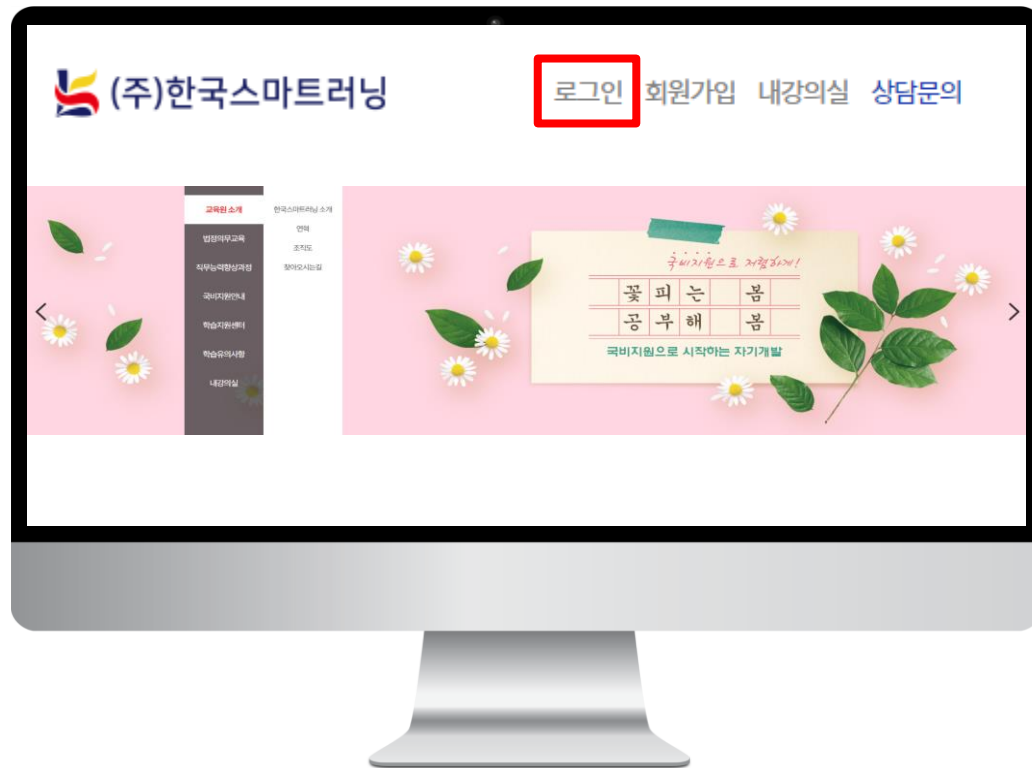 (주)한국스마트러닝
로그인 회원가입 내강의실 상담문의
교육원 소개
법정의무교육
직무능력향상과정
국비지원안내
학습지원센터
학습유의사항
내강의실
한국스마트러닝 소개
연혁
조직도
찾아오시는길
국비지원으로 저렴하게!
꽃피는 봄
공부해 봄
국비지원으로 시작하는 자기개발